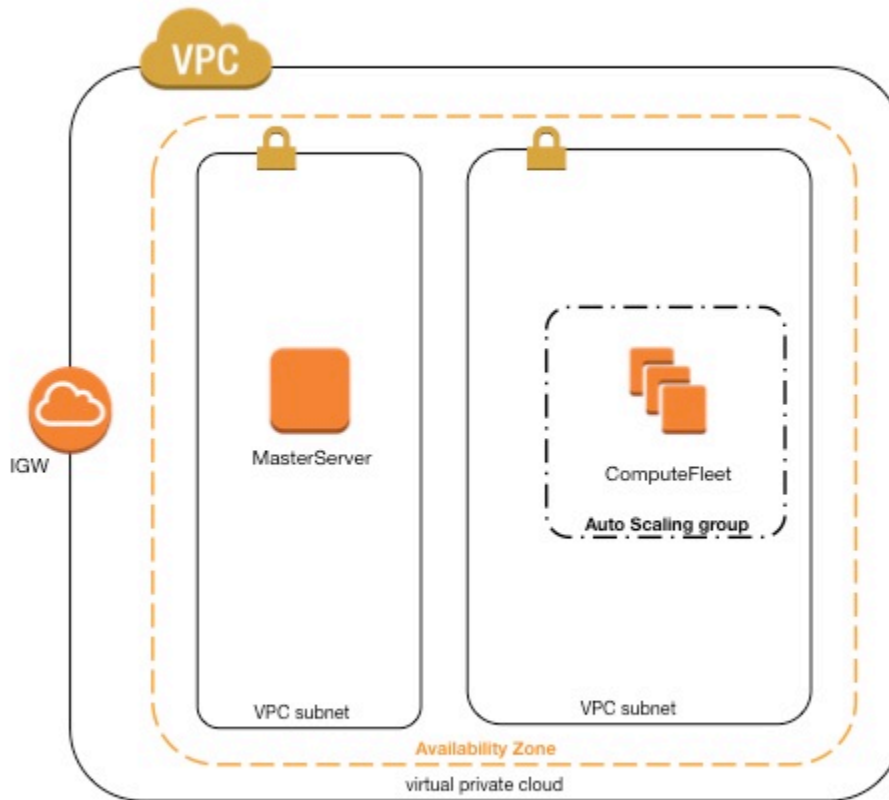 VPC
IGW
MasterServer
ComputeFleet
Auto Scaling group
VPC subnet
VPC subnet
Availability Zone
virtual private cloud